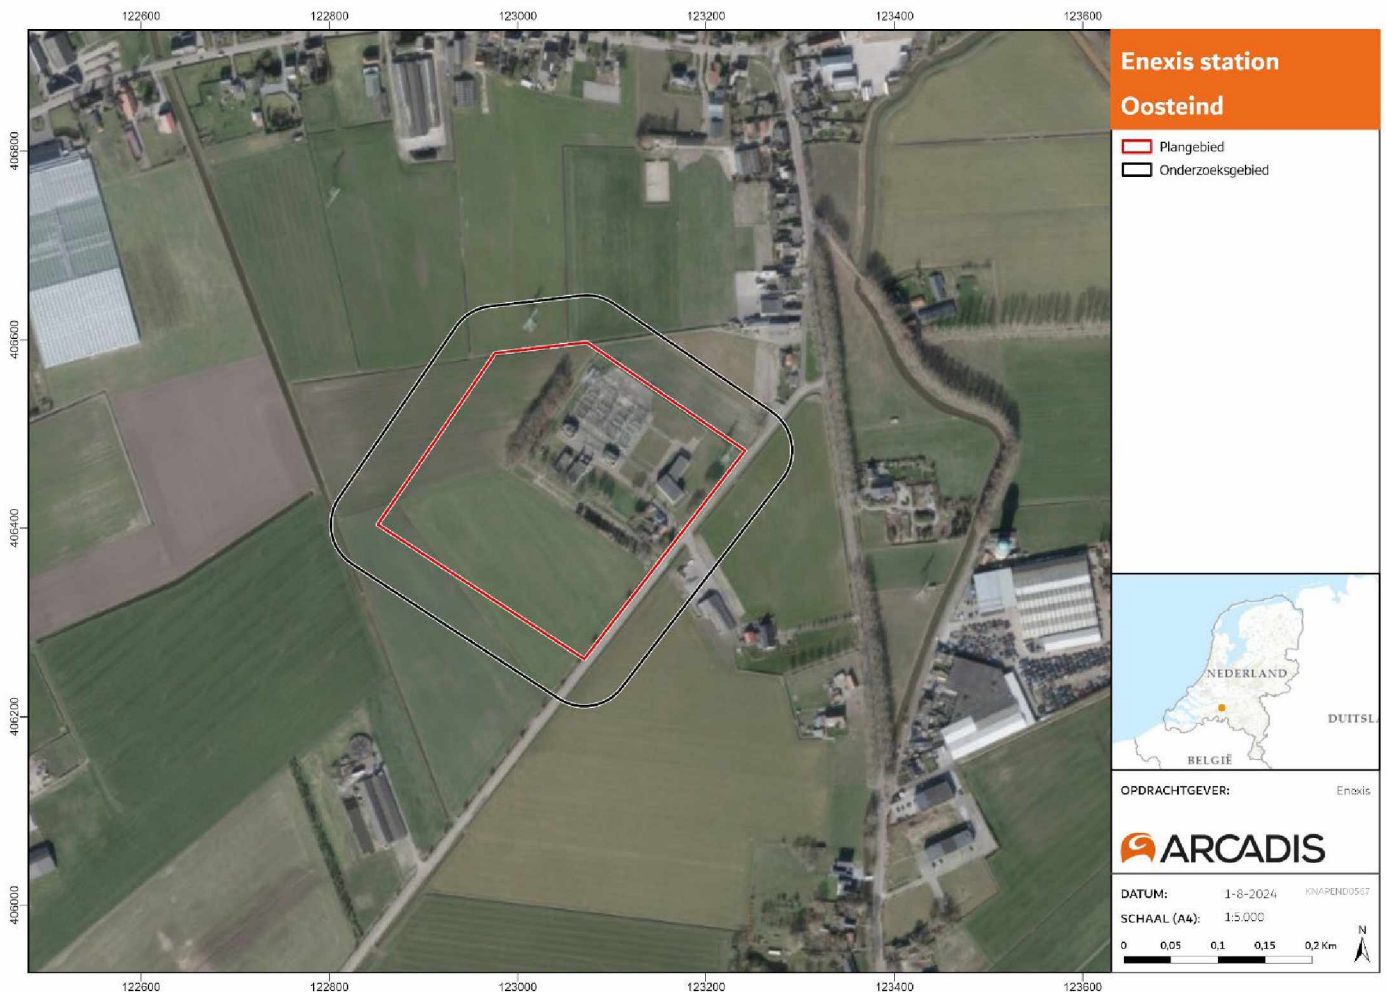 122600 122800 123000 123200 123400 123600
Enexis station
Oosteind
Plangebied
Onderzoeksgebied
406800
406600
406400
406200
406000
NEDERLAND
DUITSL
BELGIË
OPDRACHTGEVER: Enexis
ARCADIS
DATUM: 1-8-2024 KNAPEND0567
SCHAAL (A4): 1:5.000
N
0 0,05 0,1 0,15 0,2 Km
122600 122800 123000 123200 123400 123600